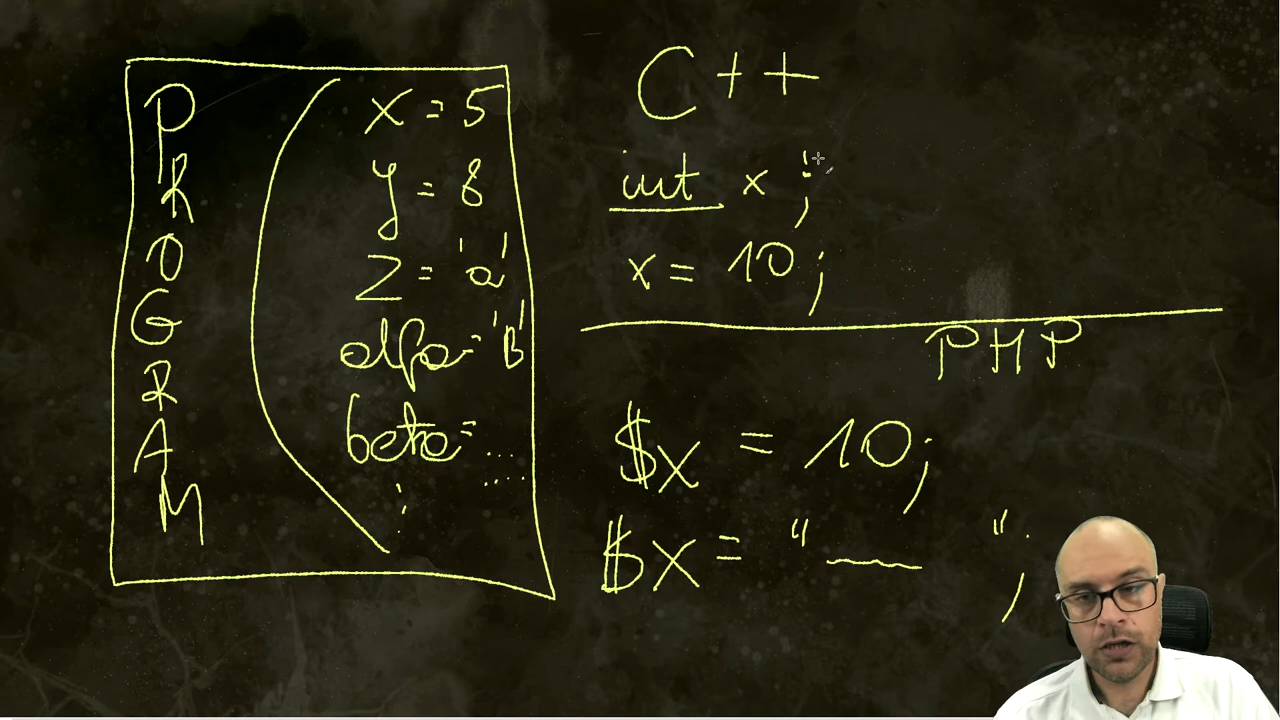 PROGRAM
x = 5
y = 8
z = 'a'
alfa = 'B'
beta = ....
....
C++
int x ;
x = 10;
PHP
$x = 10;
$x = " ";